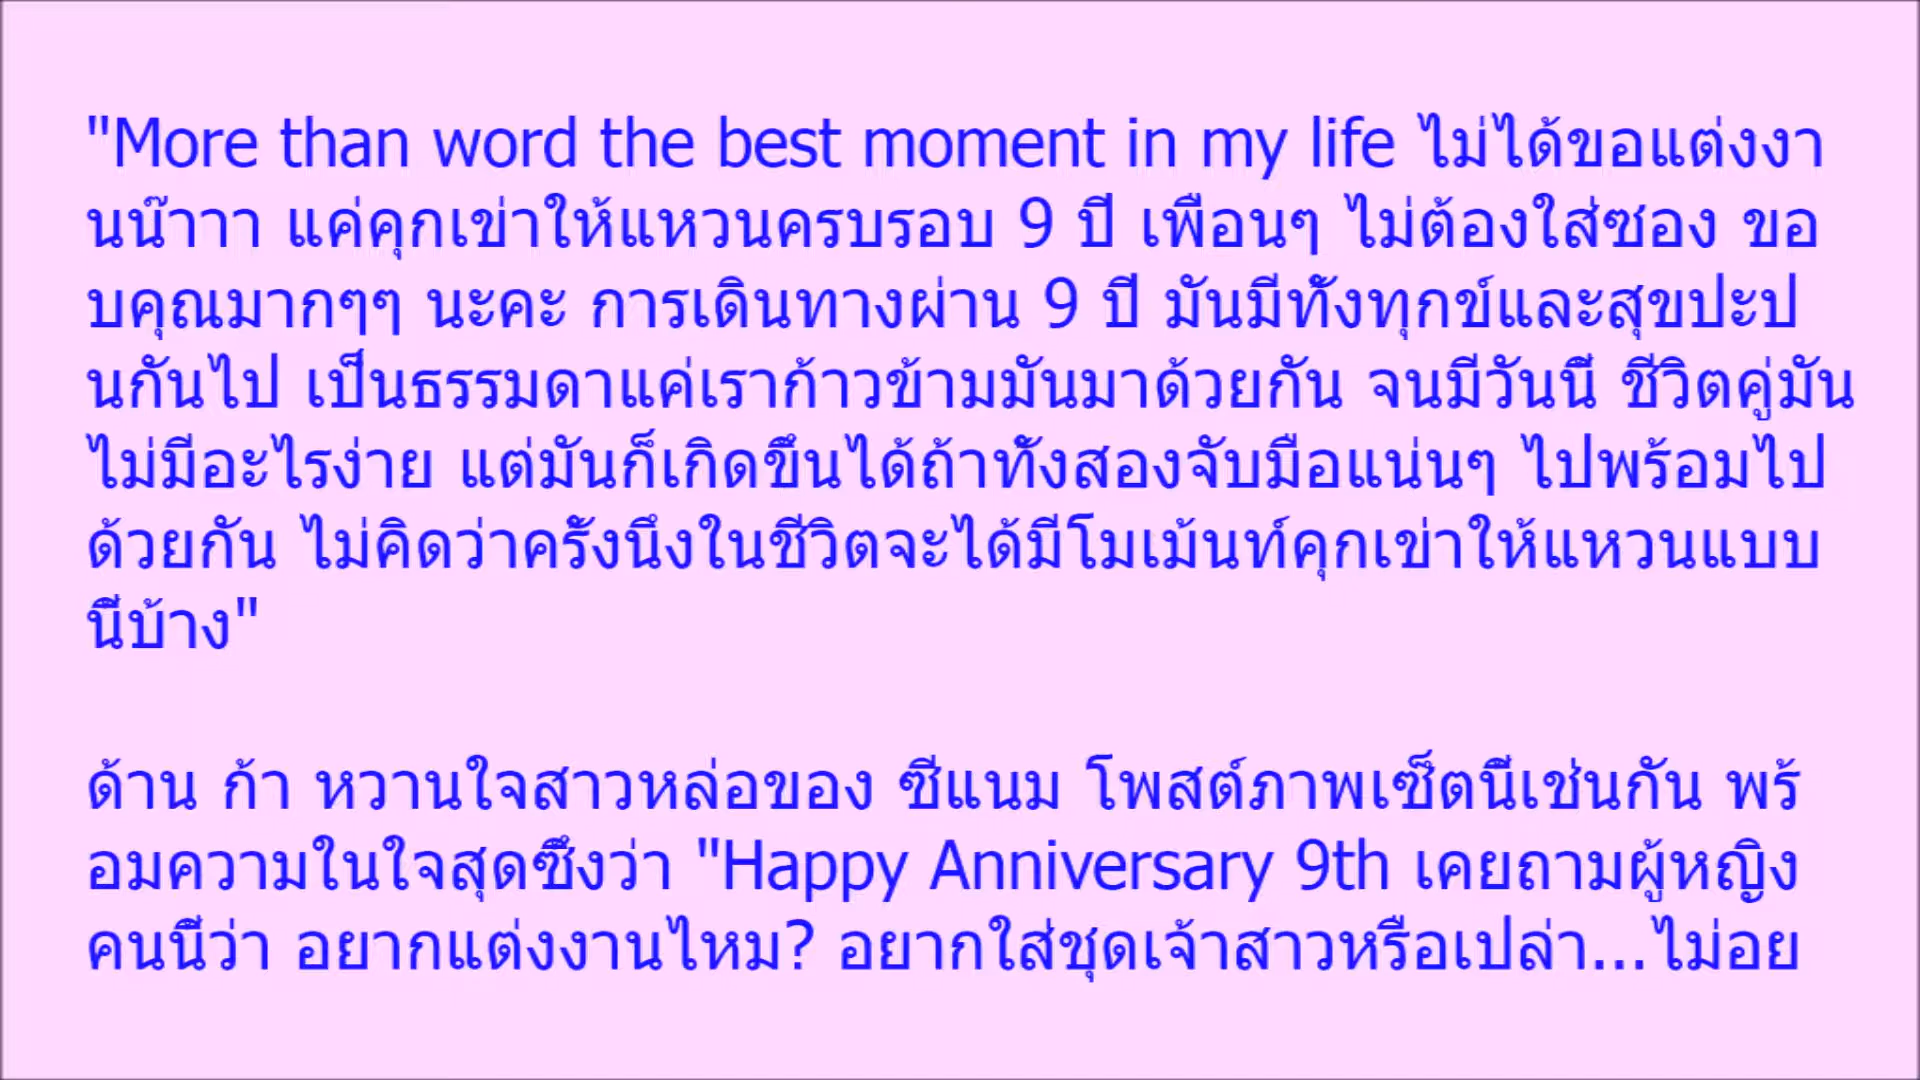 "More than word the best moment in my life ไม่ได้ขอแต่งงา
นน๊าาา แค่คุกเข่าให้แหวนครบรอบ 9 ปี เพื่อนๆ ไม่ต้องใส่ซอง ขอ
บคุณมากๆๆ นะคะ การเดินทางผ่าน 9 ปี มันมีทั้งทุกข์และสุขปะป
นกันไป เป็นธรรมดาแค่เราก้าวข้ามมันมาด้วยกัน จนมีวันนี้ ชีวิตคู่มัน
ไม่มีอะไรง่าย แต่มันก็เกิดขึ้นได้ถ้าทั้งสองจับมือแน่นๆ ไปพร้อมไป
ด้วยกัน ไม่คิดว่าครั้งนึงในชีวิตจะได้มีโมเม้นท์คุกเข่าให้แหวนแบบ
นี้บ้าง"
ด้าน ก้า หวานใจสาวหล่อของ ซีแนม โพสต์ภาพเซ็ตนี้เช่นกัน พร้
อมความในใจสุดซึ้งว่า "Happy Anniversary 9th เคยถามผู้หญิง
คนนี้ว่า อยากแต่งงานไหม? อยากใส่ชุดเจ้าสาวหรือเปล่า...ไม่อย